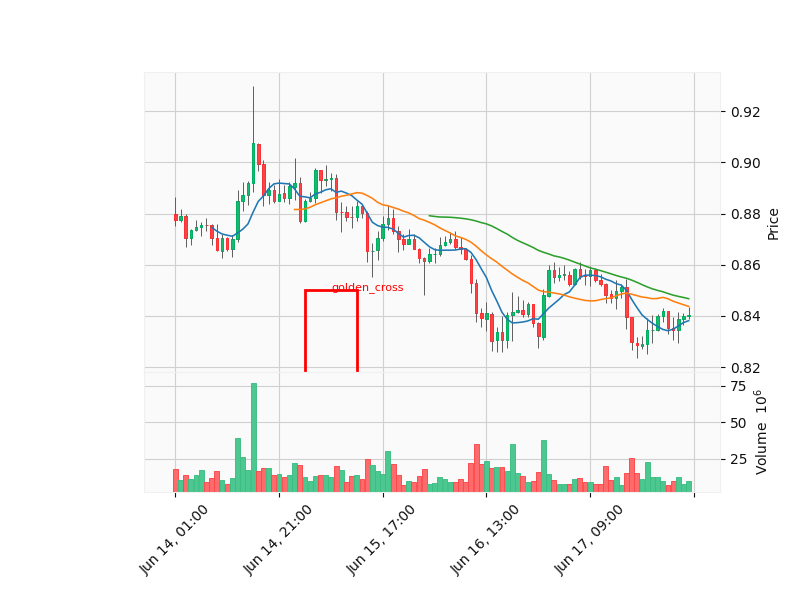 0.92
0.90
0.88
0.86
0.84
0.82
Price
golden_cross
75
50
25
Volume 10^6
Jun 14, 01:00
Jun 14, 21:00
Jun 15, 17:00
Jun 16, 13:00
Jun 17, 09:00